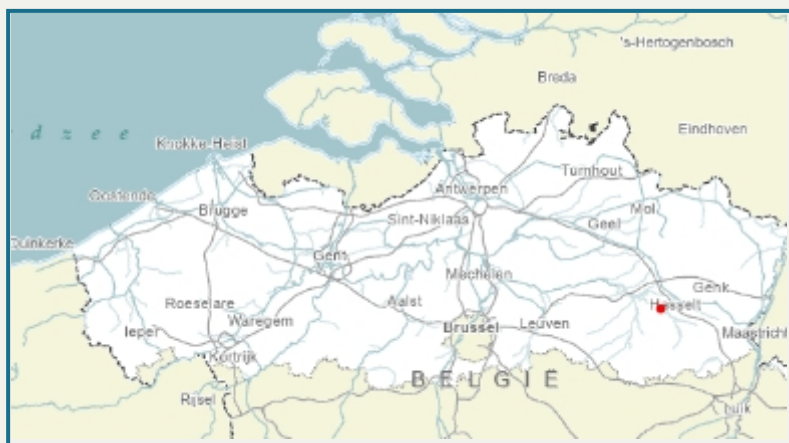 's-Hertogenbosch
Breda
Eindhoven
d z e e
Knokke-Heist
Turnhout
Oostende
Antwerpen
Mol
Brugge
Sint-Niklaas
Geel
Duinkerke
Gent
Mechelen
Genk
Roeselare
Aalst
Hasselt
Ieper
Waregem
Brussel
Leuven
Maastricht
Kortrijk
BELGIË
Rijsel
Luik